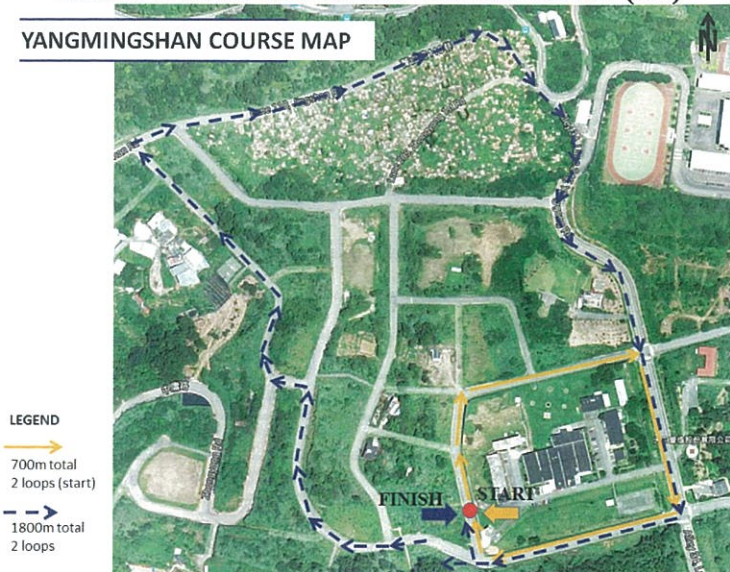 YANGMINGSHAN COURSE MAP
N
LEGEND
700m total
2 loops (start)
1800m total
2 loops
FINISH
START